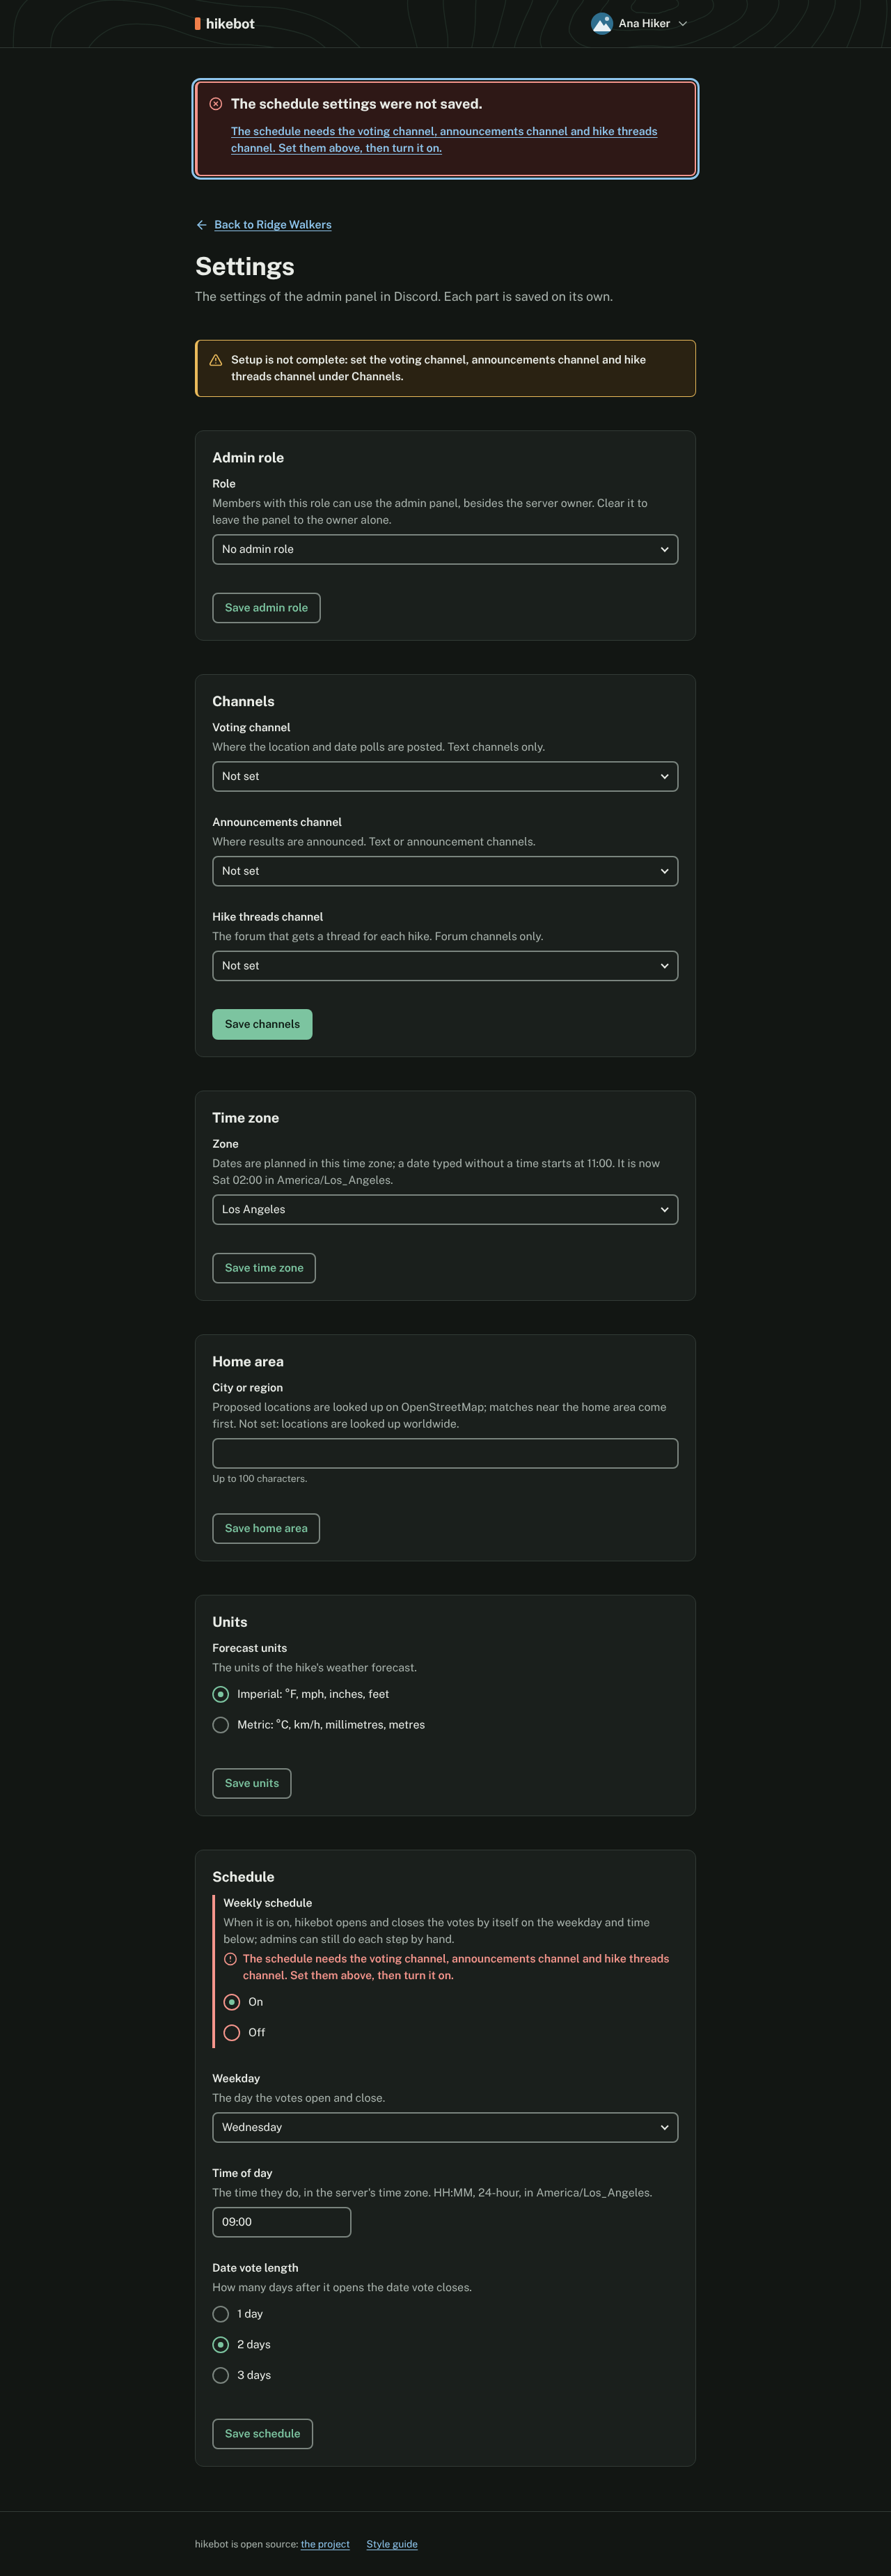 hikebot
Ana Hiker
The schedule settings were not saved.
The schedule needs the voting channel, announcements channel and hike threads
channel. Set them above, then turn it on.
Back to Ridge Walkers
Settings
The settings of the admin panel in Discord. Each part is saved on its own.
Setup is not complete: set the voting channel, announcements channel and hike
threads channel under Channels.
Admin role
Role
Members with this role can use the admin panel, besides the server owner. Clear it to
leave the panel to the owner alone.
No admin role
Save admin role
Channels
Voting channel
Where the location and date polls are posted. Text channels only.
Not set
Announcements channel
Where results are announced. Text or announcement channels.
Not set
Hike threads channel
The forum that gets a thread for each hike. Forum channels only.
Not set
Save channels
Time zone
Zone
Dates are planned in this time zone; a date typed without a time starts at 11:00. It is now
Sat 02:00 in America/Los_Angeles.
Los Angeles
Save time zone
Home area
City or region
Proposed locations are looked up on OpenStreetMap; matches near the home area come
first. Not set: locations are looked up worldwide.
Up to 100 characters.
Save home area
Units
Forecast units
The units of the hike's weather forecast.
Imperial: °F, mph, inches, feet
Metric: °C, km/h, millimetres, metres
Save units
Schedule
Weekly schedule
When it is on, hikebot opens and closes the votes by itself on the weekday and time
below; admins can still do each step by hand.
The schedule needs the voting channel, announcements channel and hike threads
channel. Set them above, then turn it on.
On
Off
Weekday
The day the votes open and close.
Wednesday
Time of day
The time they do, in the server's time zone. HH:MM, 24-hour, in America/Los_Angeles.
09:00
Date vote length
How many days after it opens the date vote closes.
1 day
2 days
3 days
Save schedule
hikebot is open source: the project
Style guide